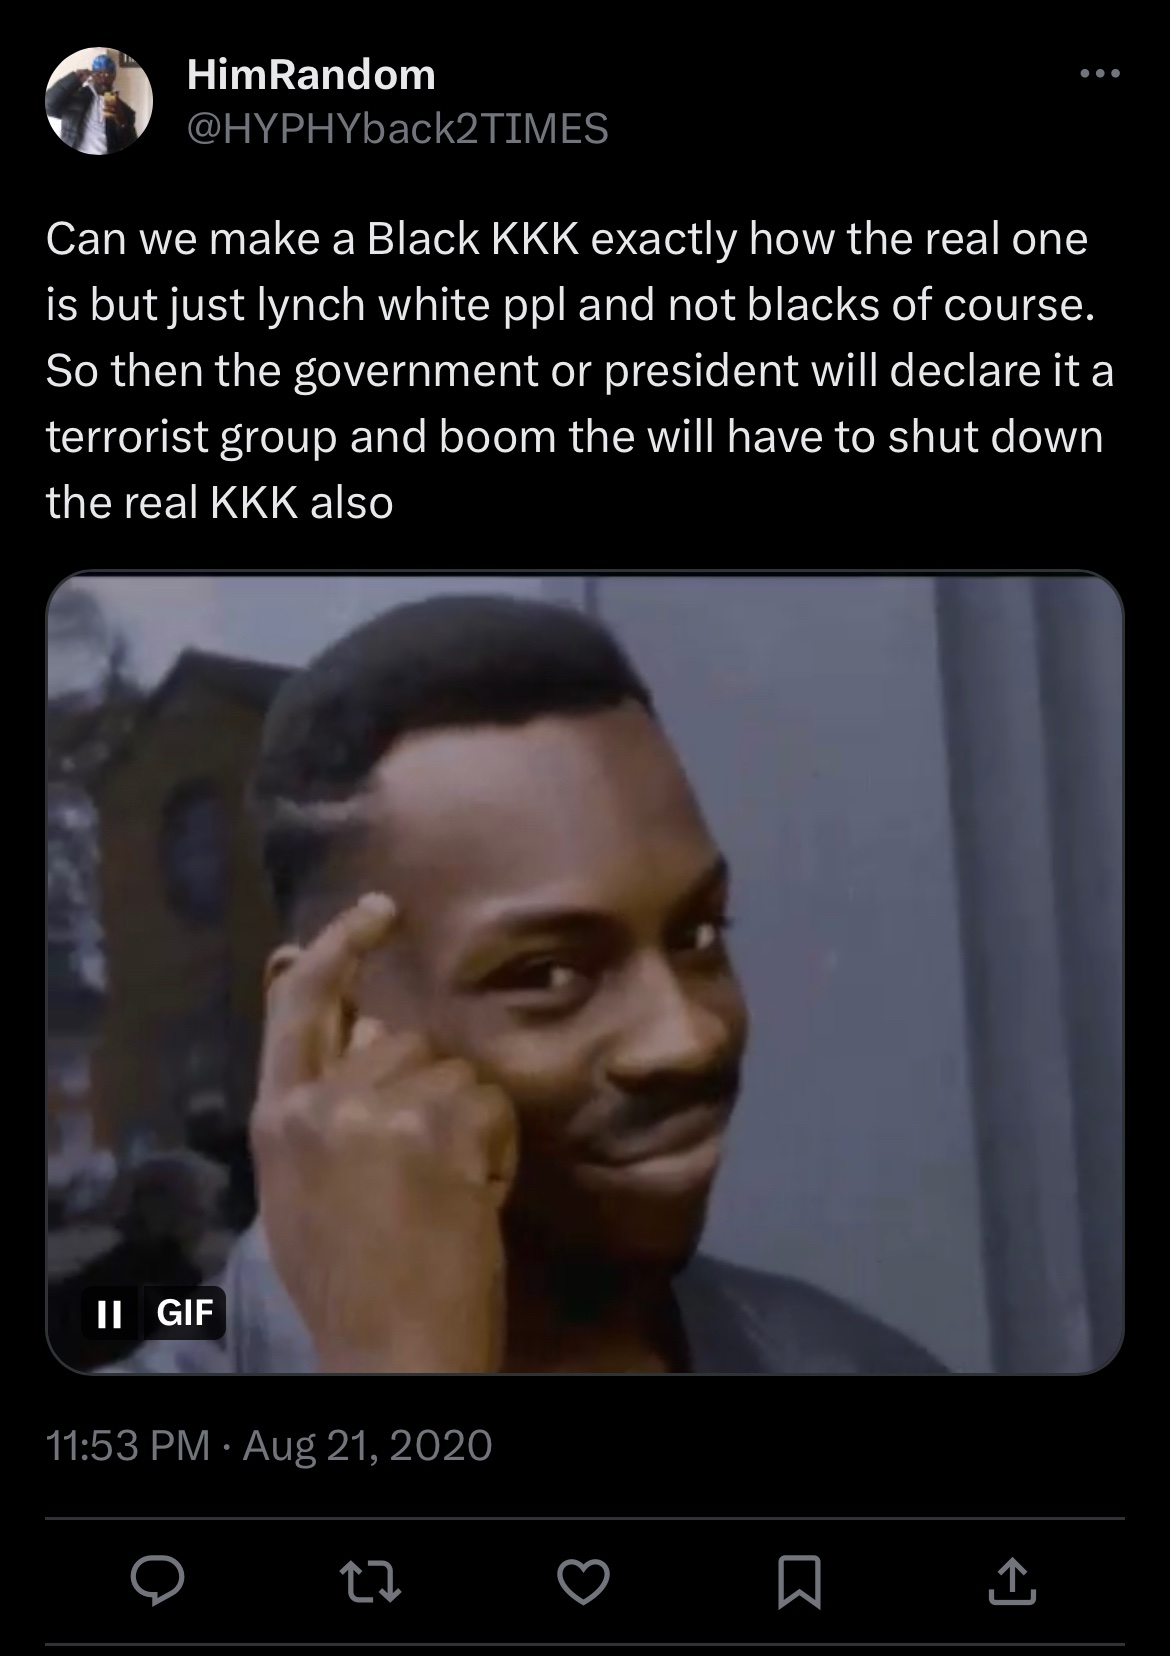 HimRandom
@HYPHYback2TIMES
Can we make a Black KKK exactly how the real one
is but just lynch white ppl and not blacks of course.
So then the government or president will declare it a
terrorist group and boom the will have to shut down
the real KKK also
GIF
11:53 PM · Aug 21, 2020